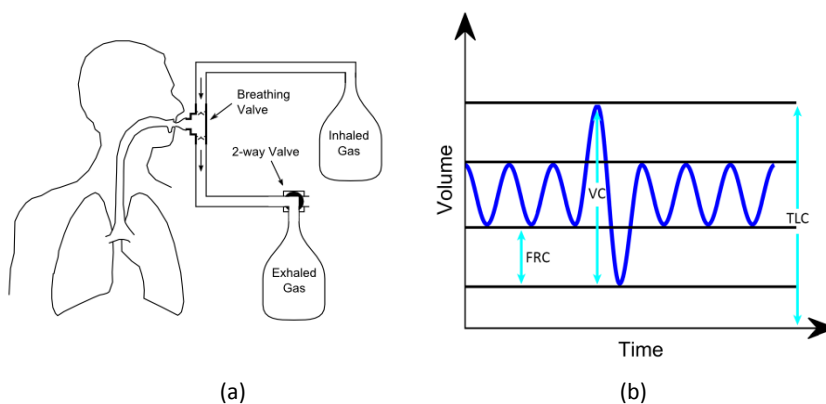 Breathing
Valve
2-way Valve
Inhaled
Gas
Exhaled
Gas
(a)
Volume
VC
TLC
FRC
Time
(b)